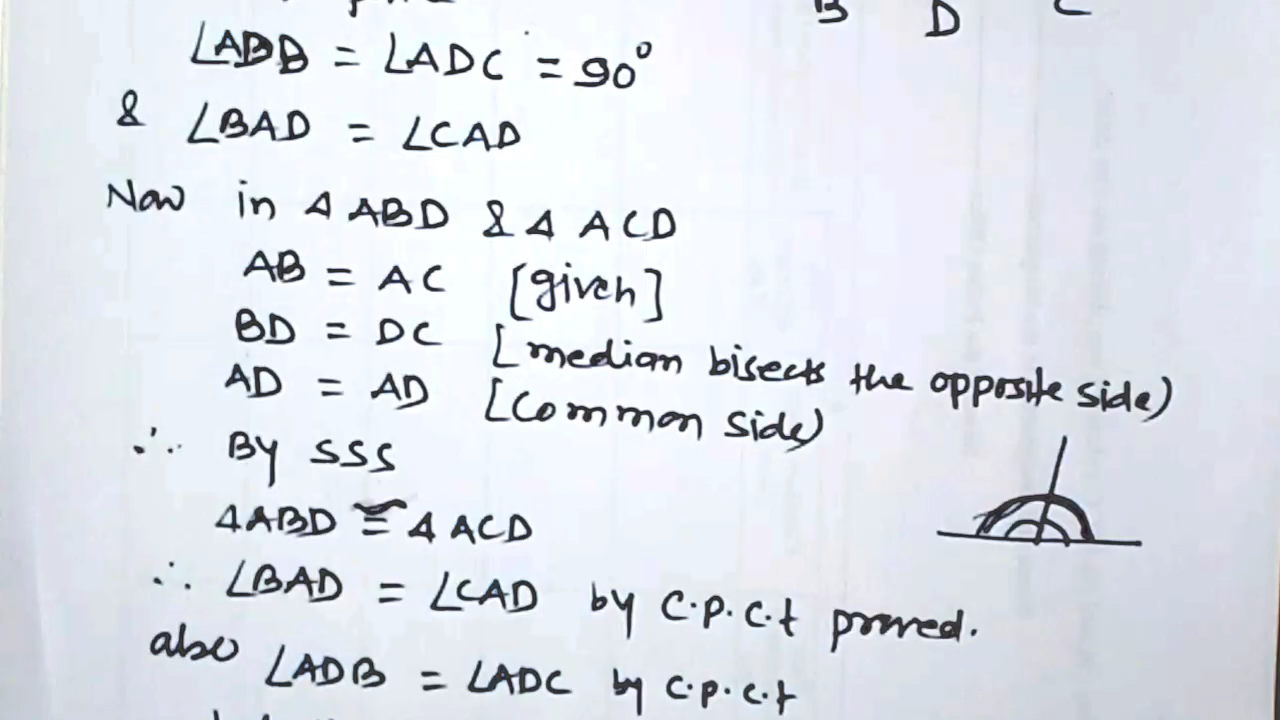 B D C
∠ADB = ∠ADC = 90°
& ∠BAD = ∠CAD
Now in △ ABD & △ ACD
AB = AC [given]
BD = DC [median bisects the opposite side)
AD = AD [Common side)
∴ By SSS
△ABD ≅ △ ACD
∴ ∠BAD = ∠CAD by C.P.C.t proved.
also ∠ADB = ∠ADC by C.P.C.t